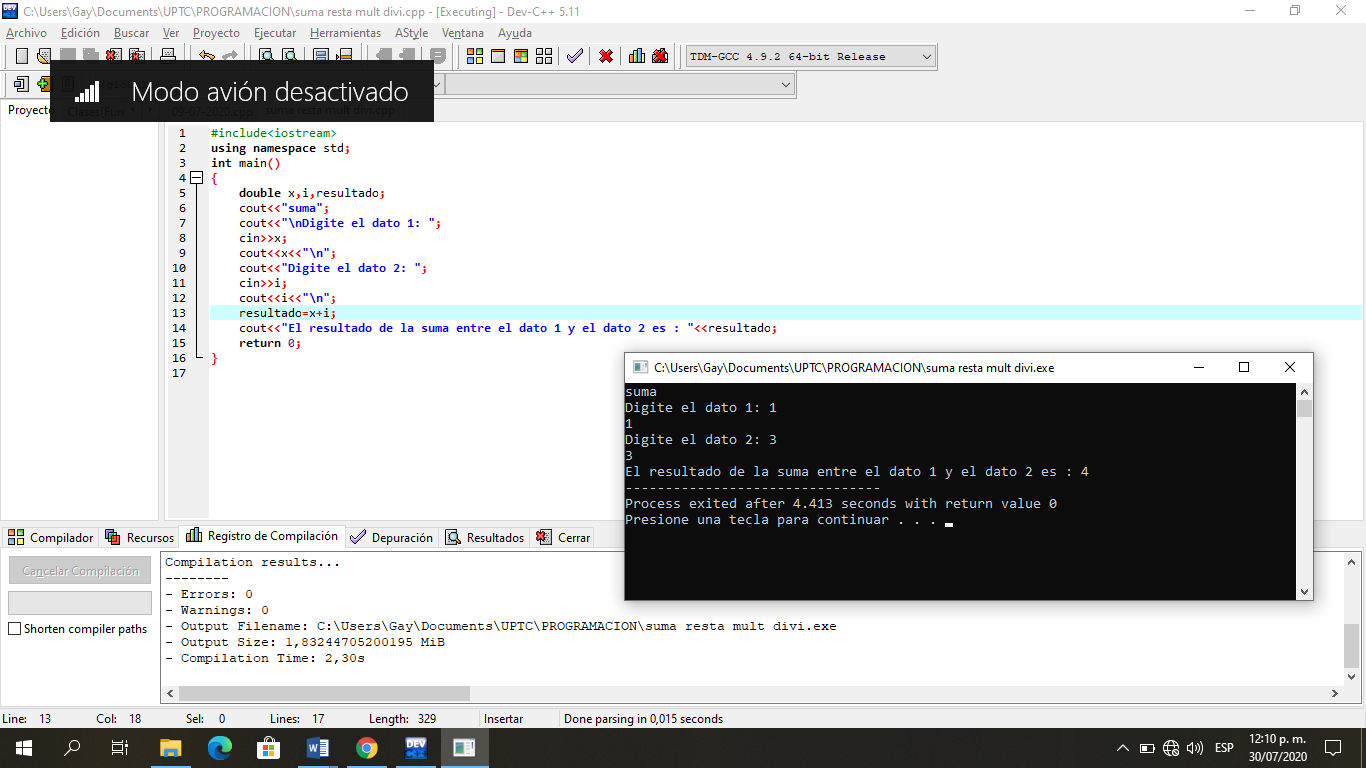 C:\Users\Gay\Documents\UPTC\PROGRAMACION\suma resta mult divi.cpp - [Executing] - Dev-C++ 5.11
Archivo Edición Buscar Ver Proyecto Ejecutar Herramientas AStyle Ventana Ayuda
TDM-GCC 4.9.2 64-bit Release
Modo avión desactivado
Proyecto
1 #include<iostream>
2 using namespace std;
3 int main()
4 {
5 double x,i,resultado;
6 cout<<"suma";
7 cout<<"\nDigite el dato 1: ";
8 cin>>x;
9 cout<<x<<"\n";
10 cout<<"Digite el dato 2: ";
11 cin>>i;
12 cout<<i<<"\n";
13 resultado=x+i;
14 cout<<"El resultado de la suma entre el dato 1 y el dato 2 es : "<<resultado;
15 return 0;
16 }
17
C:\Users\Gay\Documents\UPTC\PROGRAMACION\suma resta mult divi.exe
suma
Digite el dato 1: 1
1
Digite el dato 2: 3
3
El resultado de la suma entre el dato 1 y el dato 2 es : 4
--------------------------------
Process exited after 4.413 seconds with return value 0
Presione una tecla para continuar . . .
Compilador Recursos Registro de Compilación Depuración Resultados Cerrar
Cancelar Compilación
Shorten compiler paths
Compilation results...
--------
- Errors: 0
- Warnings: 0
- Output Filename: C:\Users\Gay\Documents\UPTC\PROGRAMACION\suma resta mult divi.exe
- Output Size: 1,83244705200195 MiB
- Compilation Time: 2,30s
Line: 13 Col: 18 Sel: 0 Lines: 17 Length: 329 Insertar Done parsing in 0,015 seconds
ESP
12:10 p. m.
30/07/2020